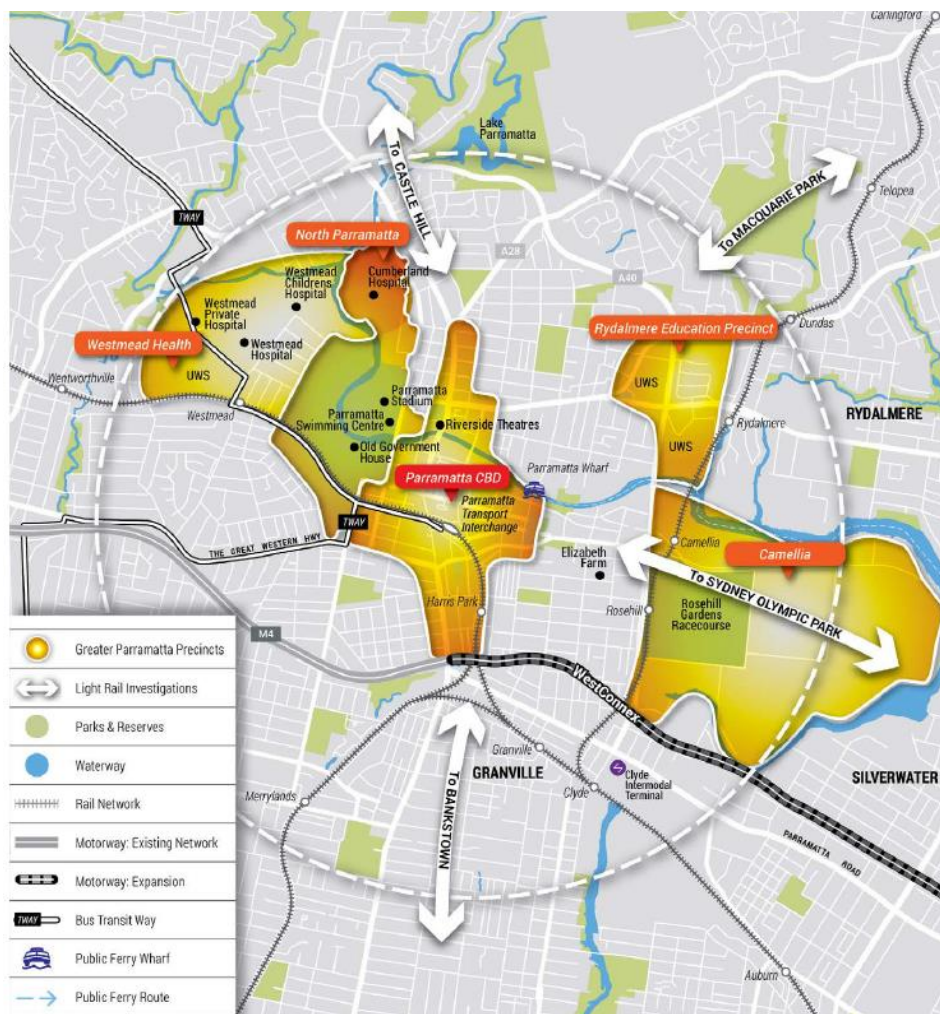 Carlingford
Lake
Parramatta
To CASTLE HILL
To MACQUARIE PARK
Telopea
TWAY
North Parramatta
A28
A40
Westmead
Childrens
Hospital
Cumberland
Hospital
Westmead
Private
Hospital
Westmead
Hospital
Westmead Health
UWS
Wentworthville
Westmead
Dundas
Rydalmere Education Precinct
UWS
UWS
Rydalmere
RYDALMERE
Parramatta
Stadium
Parramatta
Swimming Centre
Riverside Theatres
Old Government
House
Parramatta CBD
Parramatta Wharf
Parramatta
Transport
Interchange
TWAY
THE GREAT WESTERN HWY
Elizabeth
Farm
Camellia
Camellia
To SYDNEY OLYMPIC PARK
Harris Park
Rosehill
Rosehill
Gardens
Racecourse
M4
WestConnex
Granville
GRANVILLE
Clyde
Clyde
Intermodal
Terminal
SILVERWATER
Merrylands
To BANKSTOWN
PARRAMATTA
ROAD
Auburn
Greater Parramatta Precincts
Light Rail Investigations
Parks & Reserves
Waterway
Rail Network
Motorway: Existing Network
Motorway: Expansion
TWAY Bus Transit Way
Public Ferry Wharf
Public Ferry Route